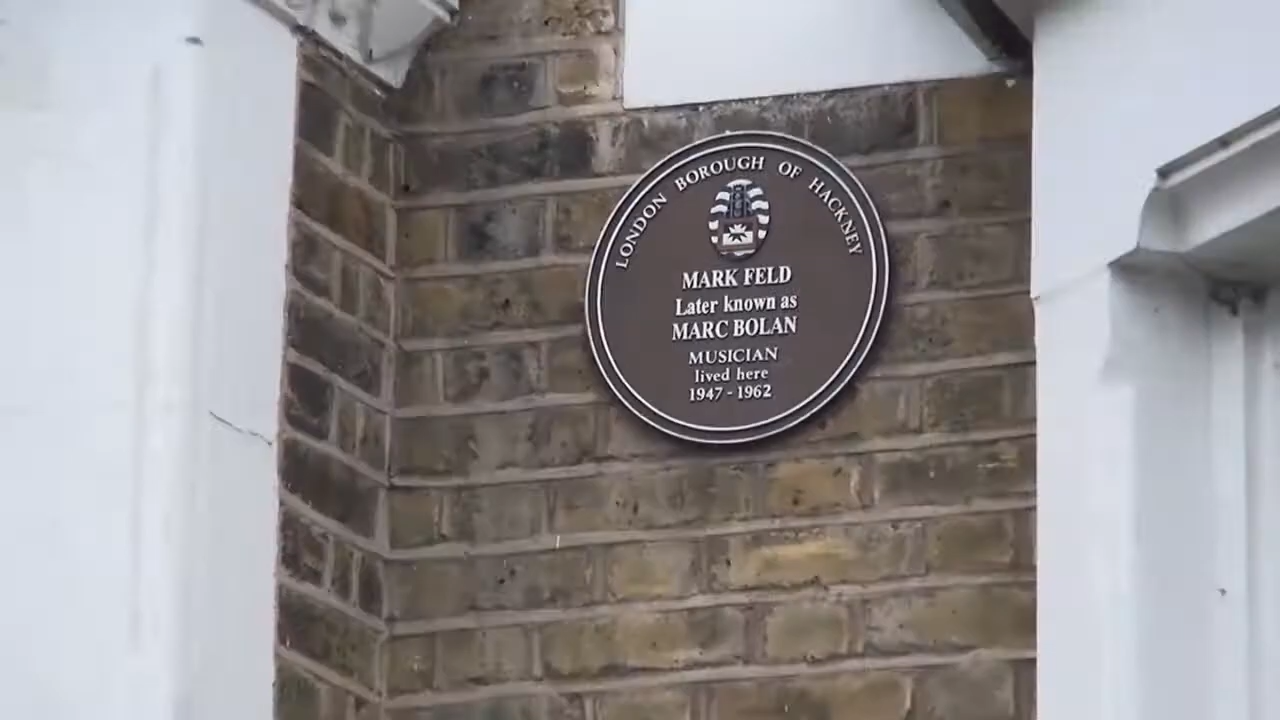 LONDON BOROUGH OF HACKNEY
MARK FELD
Later known as
MARC BOLAN
MUSICIAN
lived here
1947 - 1962